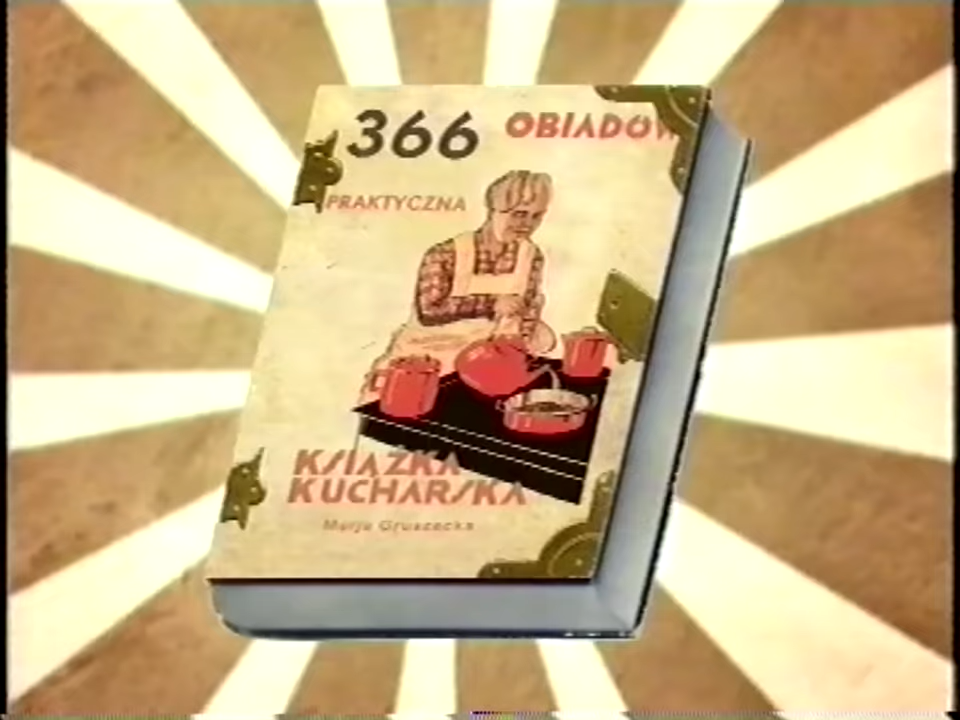 366 OBIADÓW
PRAKTYCZNA
KSIĄŻKA
KUCHARSKA
Marja Gruszecka